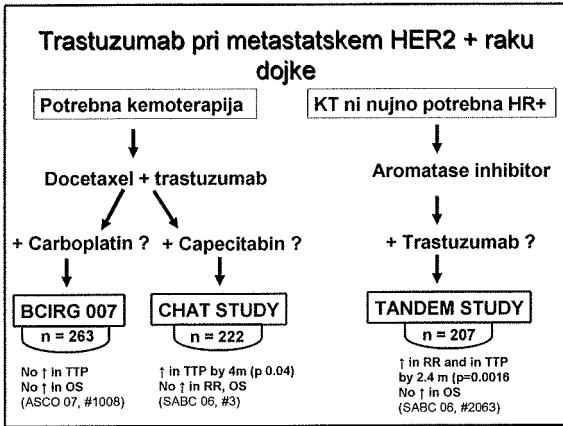 Trastuzumab pri metastatskem HER2 + raku
dojke
Potrebna kemoterapija
Docetaxel + trastuzumab
+ Carboplatin ?
+ Capecitabin ?
BCIRG 007
n = 263
No ↑ in TTP
No ↑ in OS
(ASCO 07, #1008)
CHAT STUDY
n = 222
↑ in TTP by 4m (p 0.04)
No ↑ in RR, OS
(SABC 06, #3)
KT ni nujno potrebna HR+
Aromatase inhibitor
+ Trastuzumab ?
TANDEM STUDY
n = 207
↑ in RR and in TTP
by 2.4 m (p=0.0016
No ↑ in OS
(SABC 06, #2063)